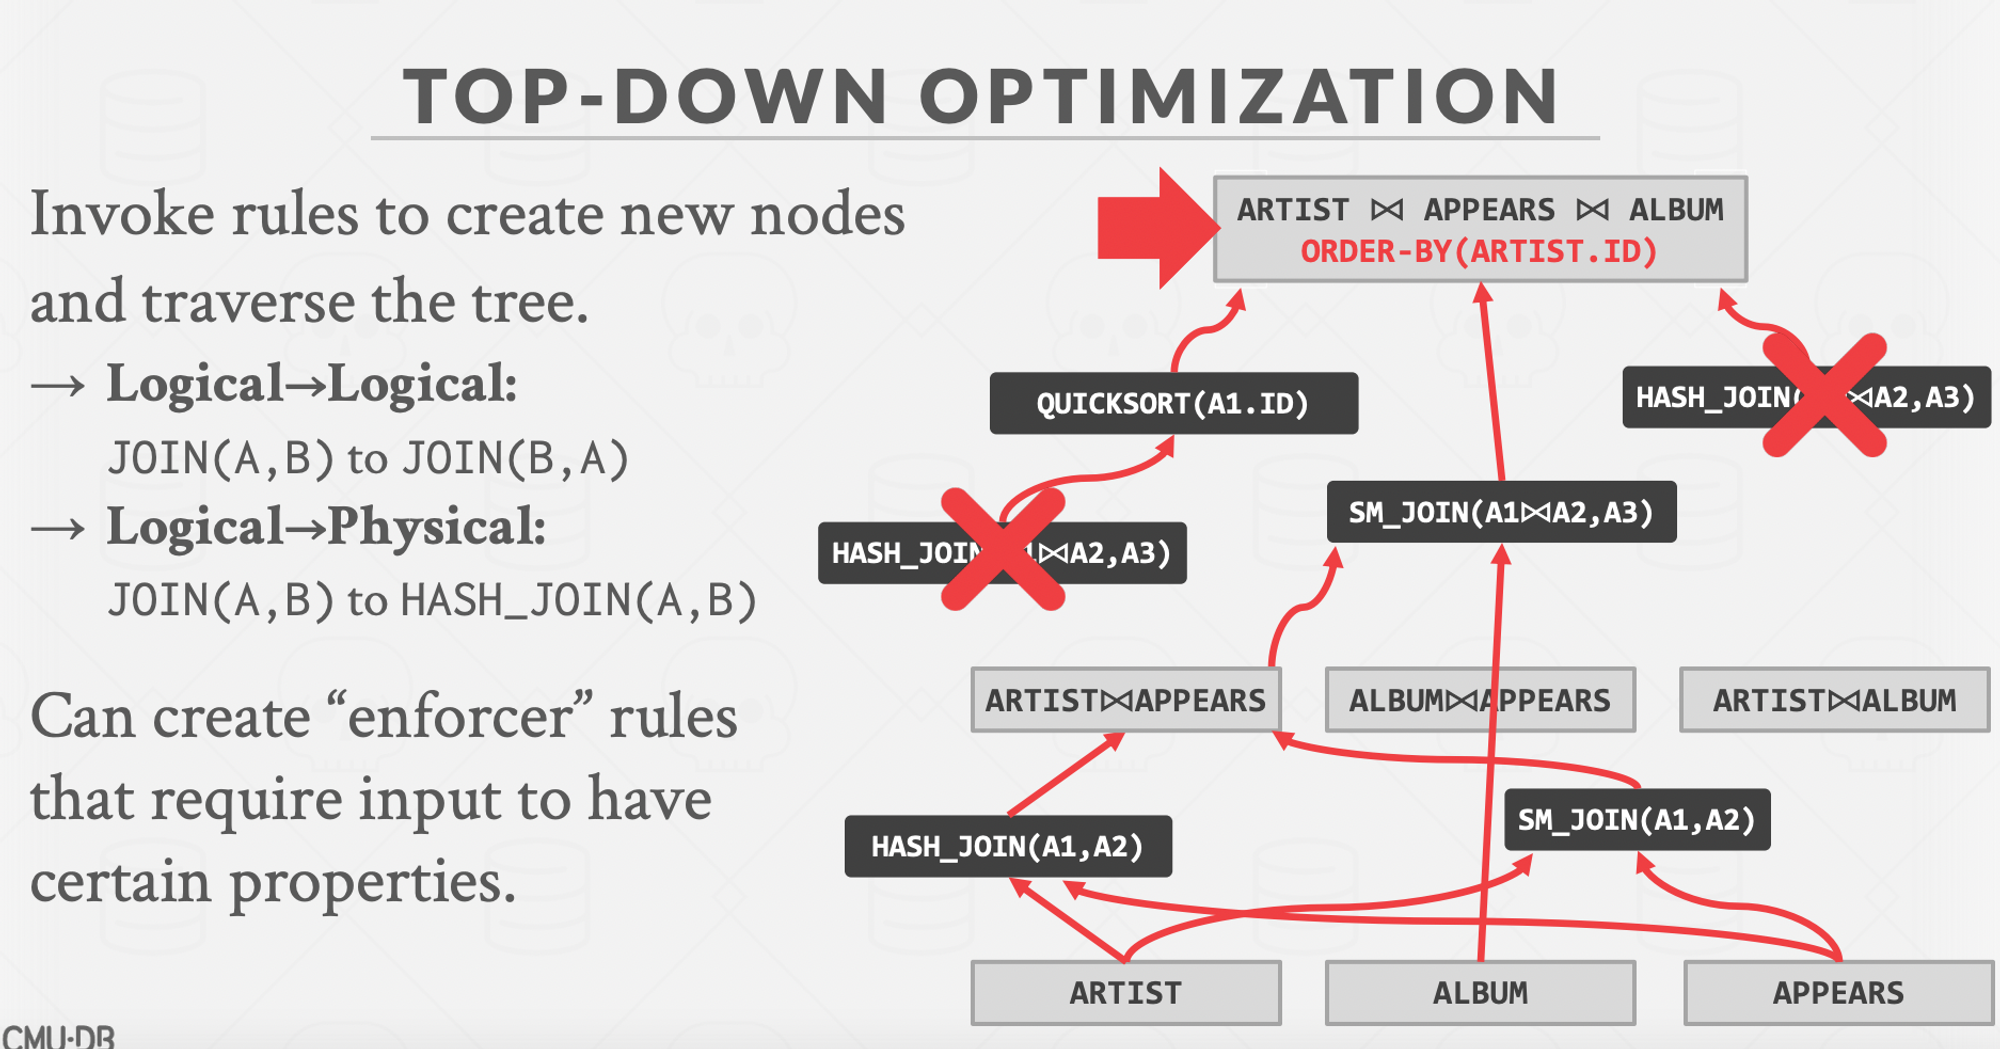 TOP-DOWN OPTIMIZATION
Invoke rules to create new nodes
and traverse the tree.
→ Logical→Logical:
JOIN(A,B) to JOIN(B,A)
→ Logical→Physical:
JOIN(A,B) to HASH_JOIN(A,B)
Can create “enforcer” rules
that require input to have
certain properties.
ARTIST ⋈ APPEARS ⋈ ALBUM
ORDER-BY(ARTIST.ID)
QUICKSORT(A1.ID)
HASH_JOIN( ⋈A2,A3)
SM_JOIN(A1⋈A2,A3)
HASH_JOIN 1⋈A2,A3)
ARTIST⋈APPEARS
ALBUM⋈APPEARS
ARTIST⋈ALBUM
HASH_JOIN(A1,A2)
SM_JOIN(A1,A2)
ARTIST
ALBUM
APPEARS
CMU·DB